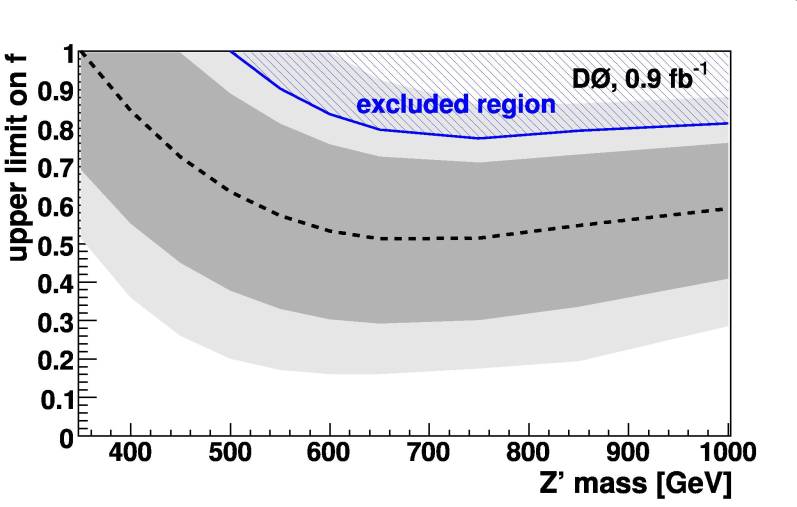 upper limit on f
1
0.9
0.8
0.7
0.6
0.5
0.4
0.3
0.2
0.1
0
DØ, 0.9 fb⁻¹
excluded region
400 500 600 700 800 900 1000
Z' mass [GeV]